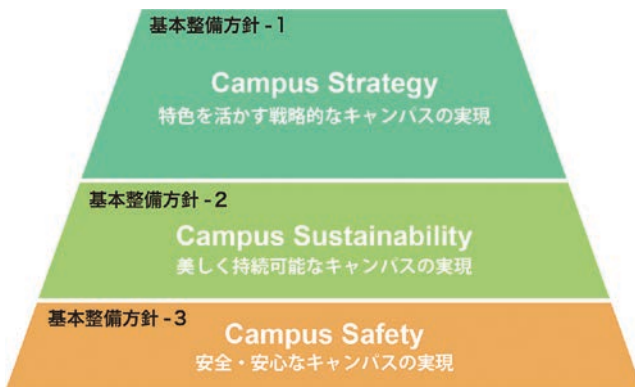 基本整備方針-1
Campus Strategy
特色を活かす戦略的なキャンパスの実現
基本整備方針-2
Campus Sustainability
美しく持続可能なキャンパスの実現
基本整備方針-3
Campus Safety
安全・安心なキャンパスの実現